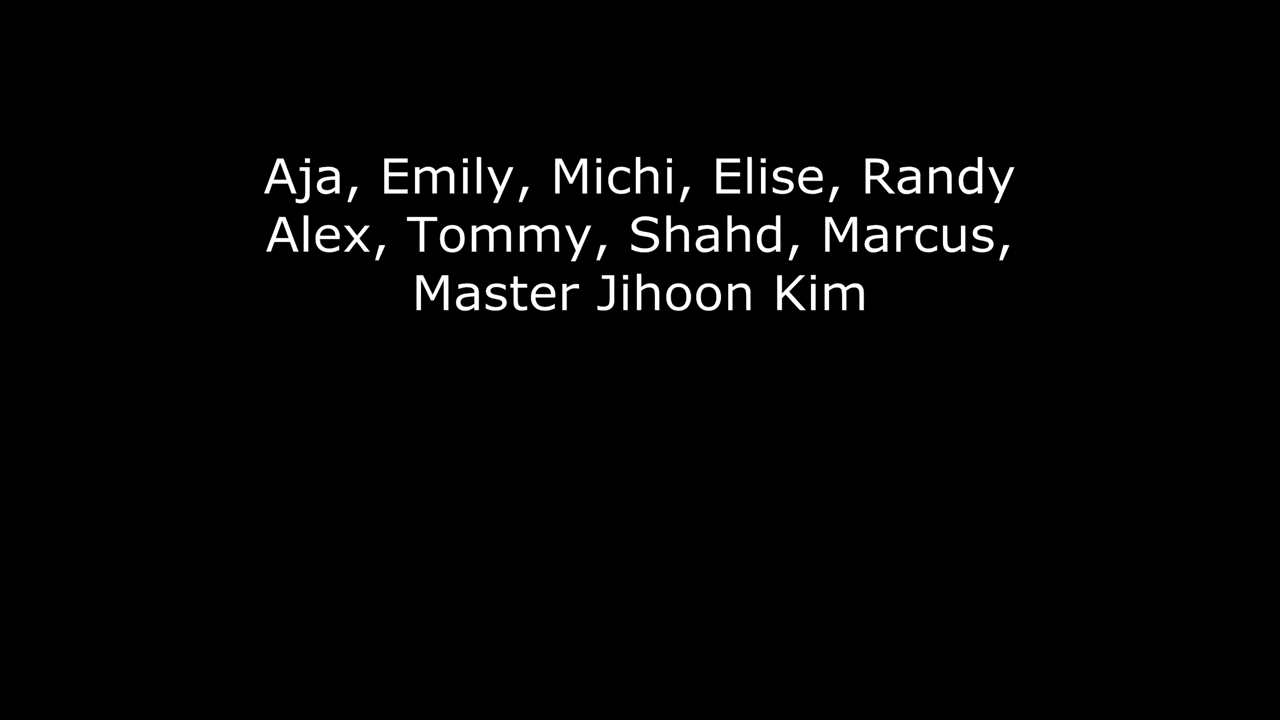 Aja, Emily, Michi, Elise, Randy
Alex, Tommy, Shahd, Marcus,
Master Jihoon Kim